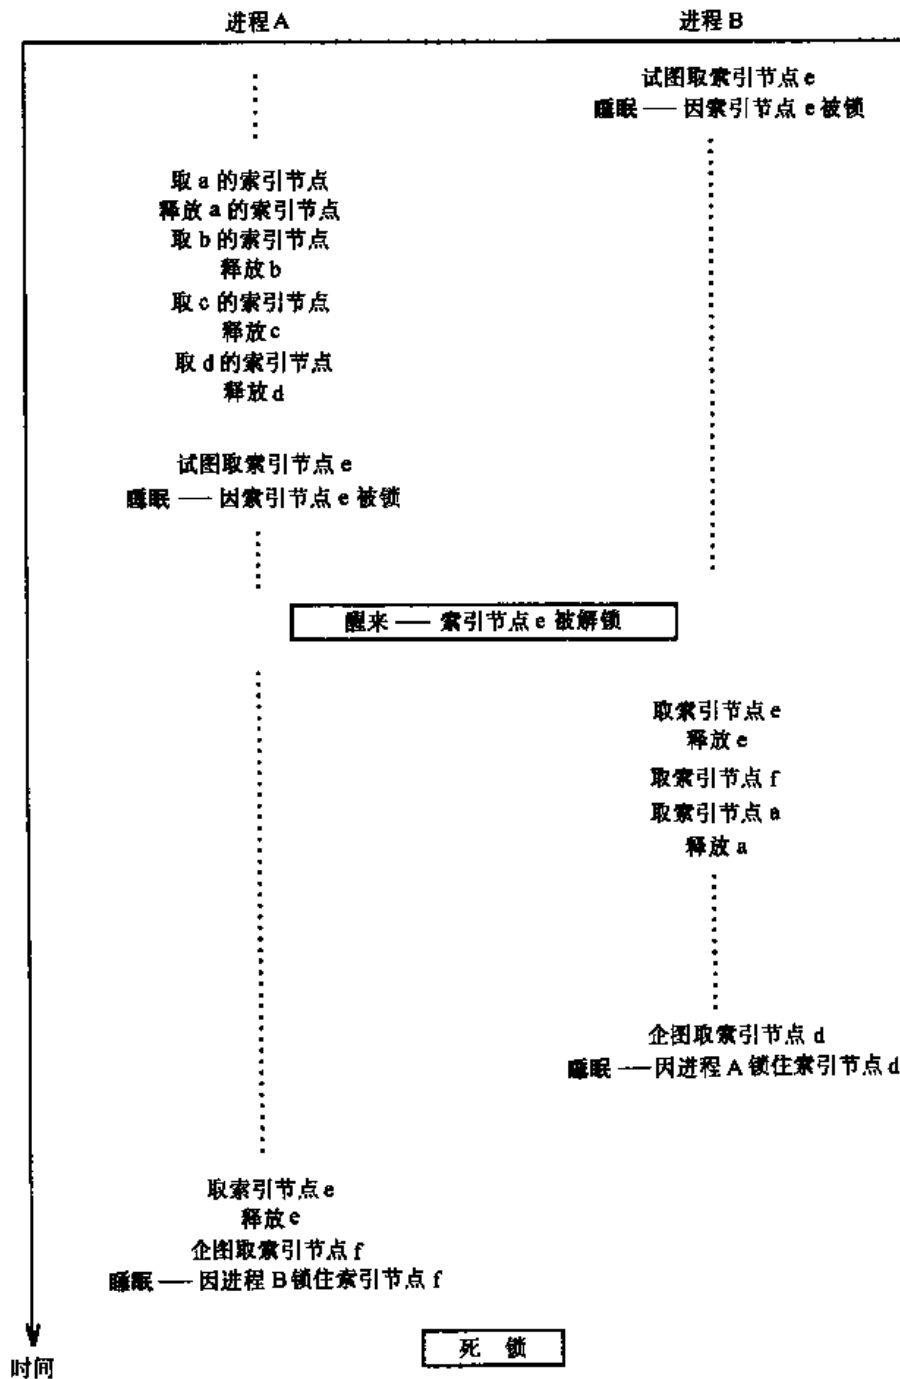 进程A
进程B
试图取索引节点e
睡眠——因索引节点e被锁
取a的索引节点
释放a的索引节点
取b的索引节点
释放b
取c的索引节点
释放c
取d的索引节点
释放d
试图取索引节点e
睡眠——因索引节点e被锁
醒来——索引节点e被解锁
取索引节点e
释放e
取索引节点f
取索引节点a
释放a
企图取索引节点d
睡眠——因进程A锁住索引节点d
取索引节点e
释放e
企图取索引节点f
睡眠——因进程B锁住索引节点f
死 锁
时间